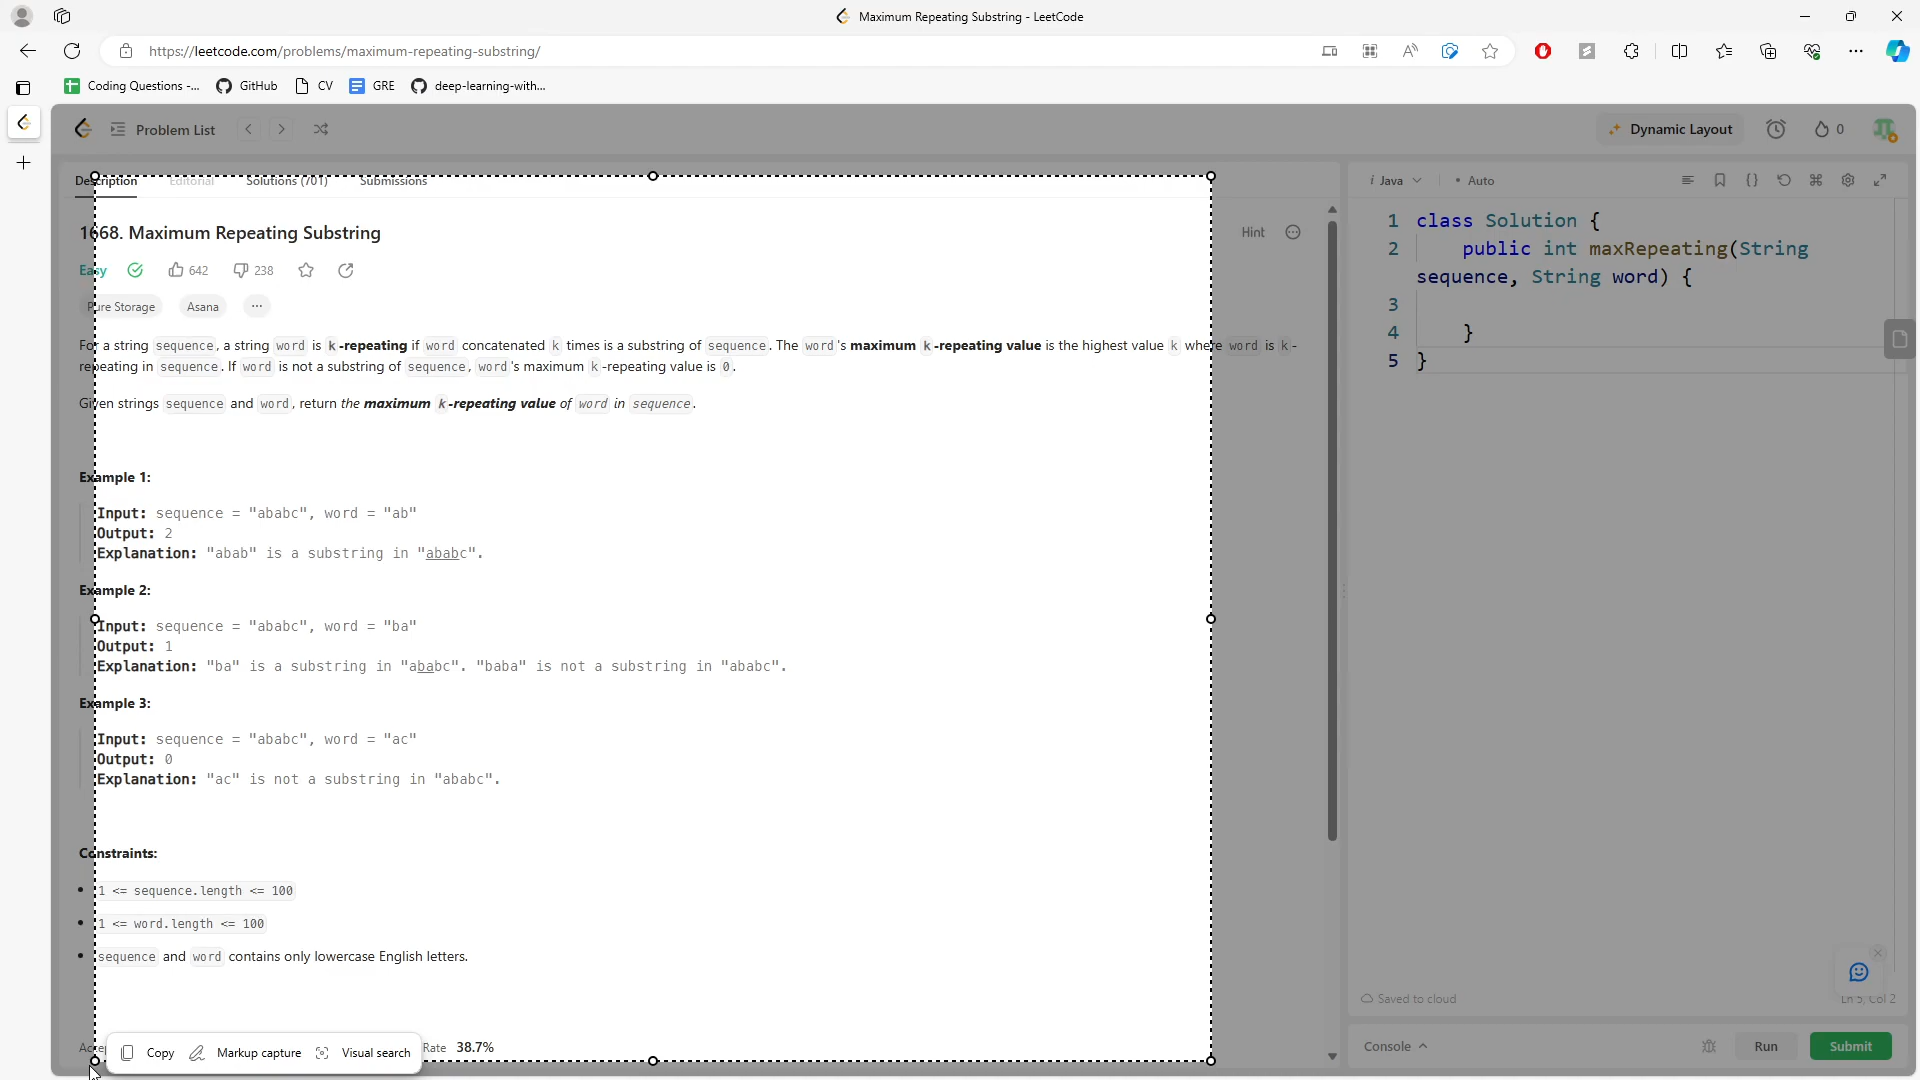 Maximum Repeating Substring - LeetCode
https://leetcode.com/problems/maximum-repeating-substring/
Coding Questions -... GitHub CV GRE deep-learning-with...
Problem List
Dynamic Layout 0
Description Editorial Solutions (701) Submissions
1668. Maximum Repeating Substring
Hint
Easy 642 238
Pure Storage Asana ...
For a string sequence, a string word is k-repeating if word concatenated k times is a substring of sequence. The word's maximum k-repeating value is the highest value k where word is k-
repeating in sequence. If word is not a substring of sequence, word's maximum k-repeating value is 0.
Given strings sequence and word, return the maximum k-repeating value of word in sequence.
Example 1:
Input: sequence = "ababc", word = "ab"
Output: 2
Explanation: "abab" is a substring in "ababc".
Example 2:
Input: sequence = "ababc", word = "ba"
Output: 1
Explanation: "ba" is a substring in "ababc". "baba" is not a substring in "ababc".
Example 3:
Input: sequence = "ababc", word = "ac"
Output: 0
Explanation: "ac" is not a substring in "ababc".
Constraints:
• 1 <= sequence.length <= 100
• 1 <= word.length <= 100
• sequence and word contains only lowercase English letters.
Copy Markup capture Visual search
Rate 38.7%
i Java • Auto
1 class Solution {
2 public int maxRepeating(String
sequence, String word) {
3
4 }
5 }
Saved to cloud
Ln 5, Col 2
Console Run Submit